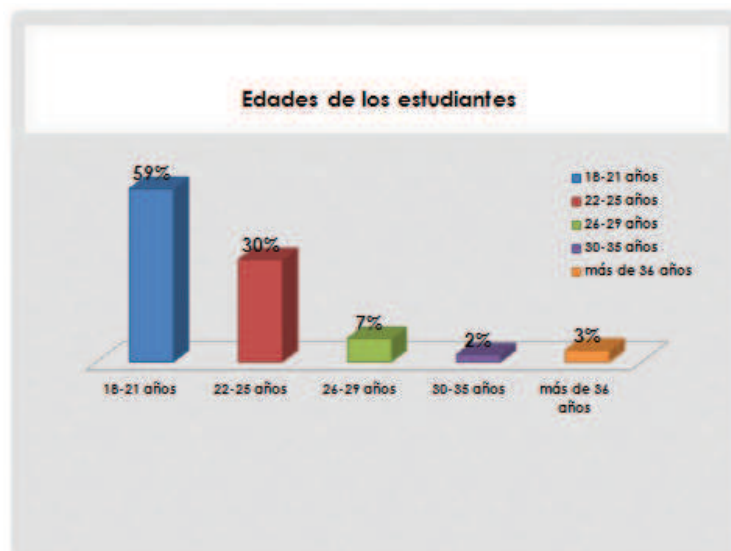 Edades de los estudiantes
59%
30%
7%
2%
3%
18-21 años
22-25 años
26-29 años
30-35 años
más de 36 años
18-21 años
22-25 años
26-29 años
30-35 años
más de 36
años